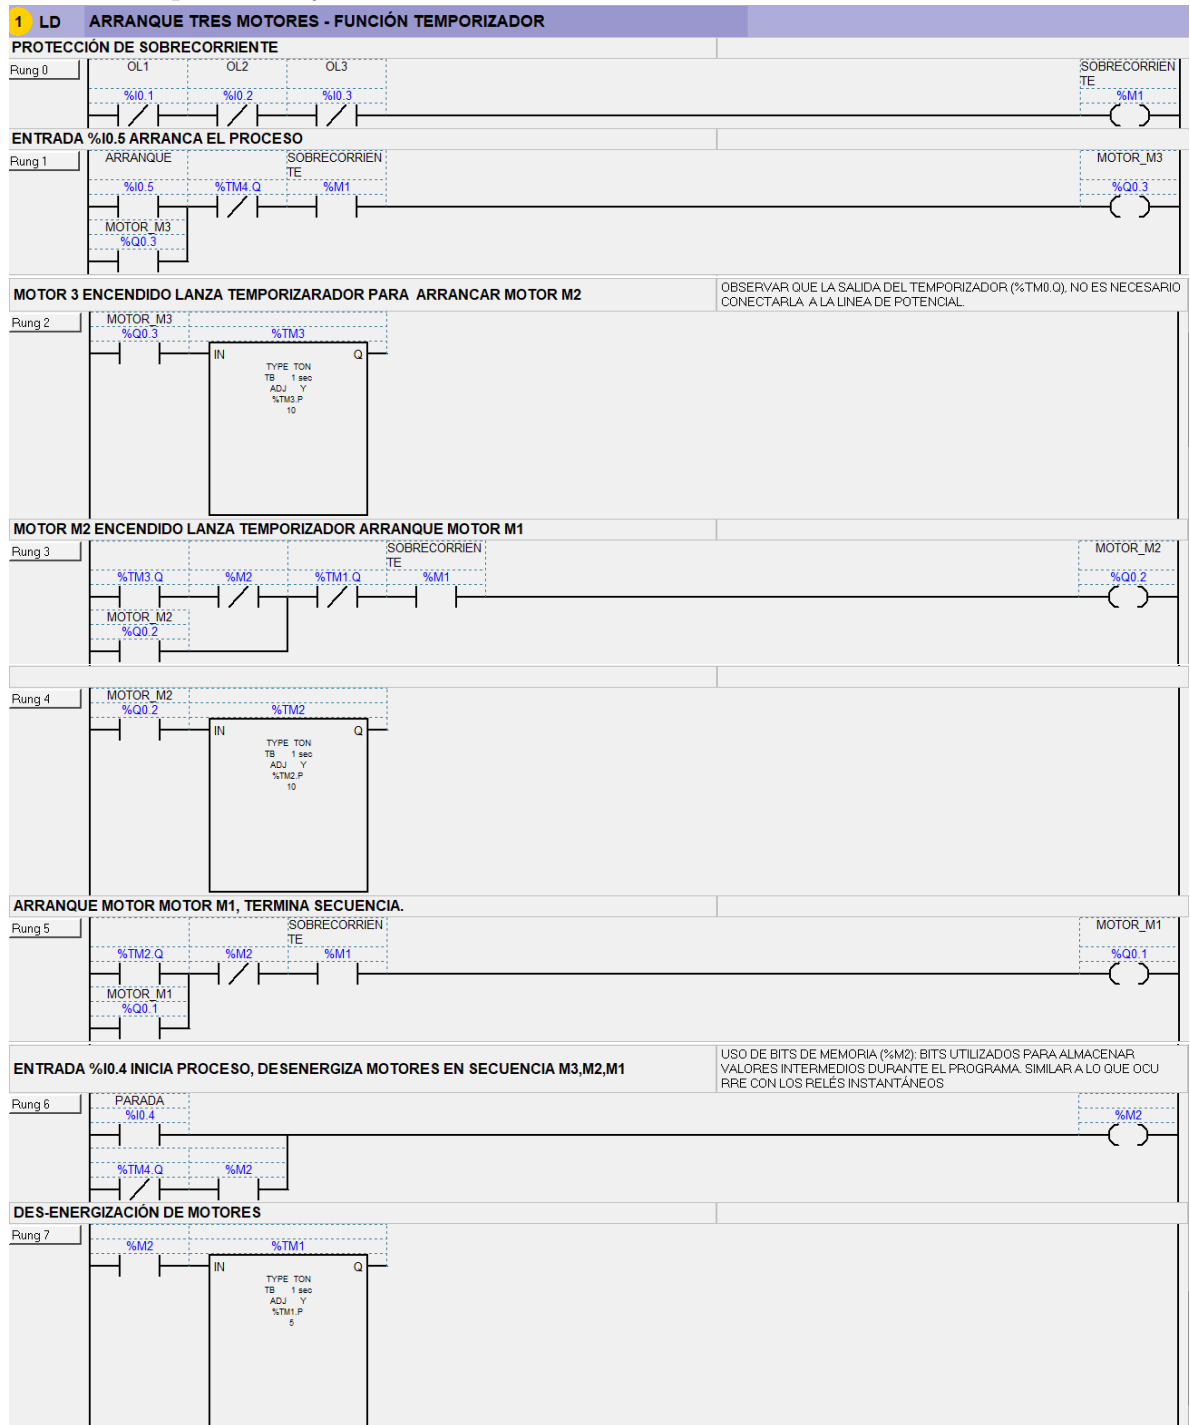 1 LD ARRANQUE TRES MOTORES - FUNCIÓN TEMPORIZADOR
PROTECCIÓN DE SOBRECORRIENTE
Rung 0
OL1 OL2 OL3 SOBRECORRIEN
TE
%I0.1 %I0.2 %I0.3 %M1
ENTRADA %I0.5 ARRANCA EL PROCESO
Rung 1
ARRANQUE SOBRECORRIEN MOTOR_M3
TE
%I0.5 %TM4.Q %M1 %Q0.3
MOTOR_M3
%Q0.3
MOTOR 3 ENCENDIDO LANZA TEMPORIZARADOR PARA ARRANCAR MOTOR M2
OBSERVAR QUE LA SALIDA DEL TEMPORIZADOR (%TM0.Q), NO ES NECESARIO
CONECTARLA A LA LINEA DE POTENCIAL.
Rung 2
MOTOR_M3
%Q0.3 %TM3
IN Q
TYPE TON
TB 1 sec
ADJ Y
%TM3.P
10
MOTOR M2 ENCENDIDO LANZA TEMPORIZADOR ARRANQUE MOTOR M1
Rung 3
SOBRECORRIEN MOTOR_M2
TE
%TM3.Q %M2 %TM1.Q %M1 %Q0.2
MOTOR_M2
%Q0.2
Rung 4
MOTOR_M2
%Q0.2 %TM2
IN Q
TYPE TON
TB 1 sec
ADJ Y
%TM2.P
10
ARRANQUE MOTOR MOTOR M1, TERMINA SECUENCIA.
Rung 5
SOBRECORRIEN MOTOR_M1
TE
%TM2.Q %M2 %M1 %Q0.1
MOTOR_M1
%Q0.1
ENTRADA %I0.4 INICIA PROCESO, DESENERGIZA MOTORES EN SECUENCIA M3,M2,M1
USO DE BITS DE MEMORIA (%M2): BITS UTILIZADOS PARA ALMACENAR
VALORES INTERMEDIOS DURANTE EL PROGRAMA. SIMILAR A LO QUE OCU
RRE CON LOS RELÉS INSTANTÁNEOS
Rung 6
PARADA
%I0.4 %M2
%TM4.Q %M2
DES-ENERGIZACIÓN DE MOTORES
Rung 7
%M2 %TM1
IN Q
TYPE TON
TB 1 sec
ADJ Y
%TM1.P
5